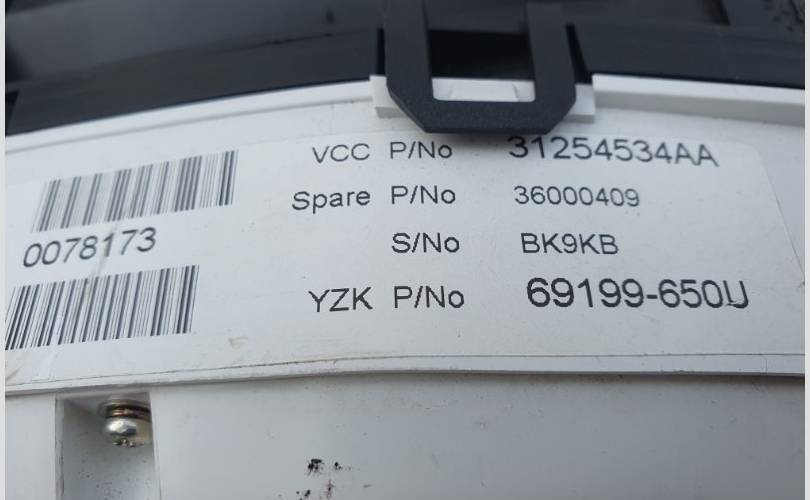 VCC P/No 31254534AA
Spare P/No 36000409
0078173
S/No BK9KB
YZK P/No 69199-650U